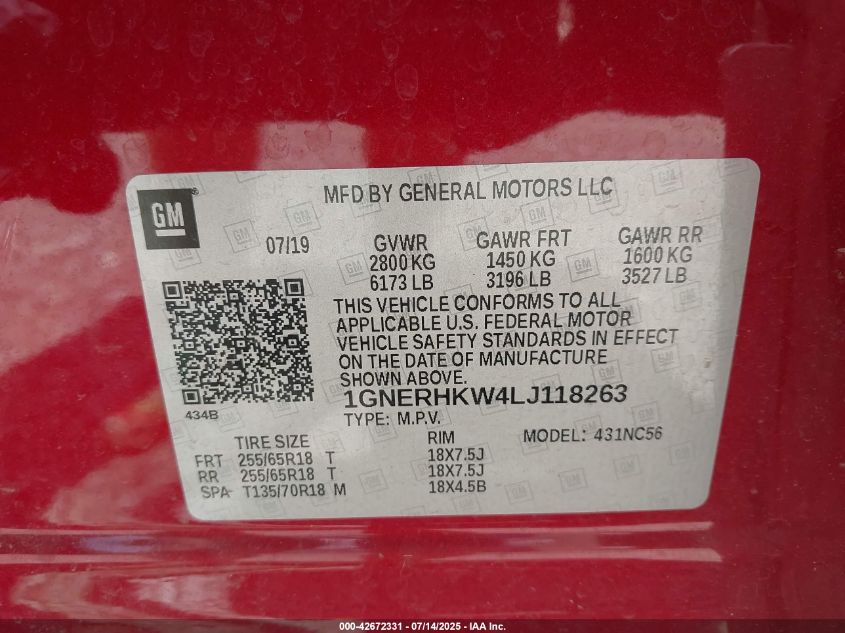 GM
®
MFD BY GENERAL MOTORS LLC
07/19 GVWR GAWR FRT GAWR RR
2800 KG 1450 KG 1600 KG
6173 LB 3196 LB 3527 LB
THIS VEHICLE CONFORMS TO ALL
APPLICABLE U.S. FEDERAL MOTOR
VEHICLE SAFETY STANDARDS IN EFFECT
ON THE DATE OF MANUFACTURE
SHOWN ABOVE.
1GNERHKW4LJ118263
434B
TYPE: M.P.V.
TIRE SIZE RIM MODEL: 431NC56
FRT 255/65R18 T 18X7.5J
RR 255/65R18 T 18X7.5J
SPA T135/70R18 M 18X4.5B
000-42672331 - 07/14/2025 - IAA Inc.